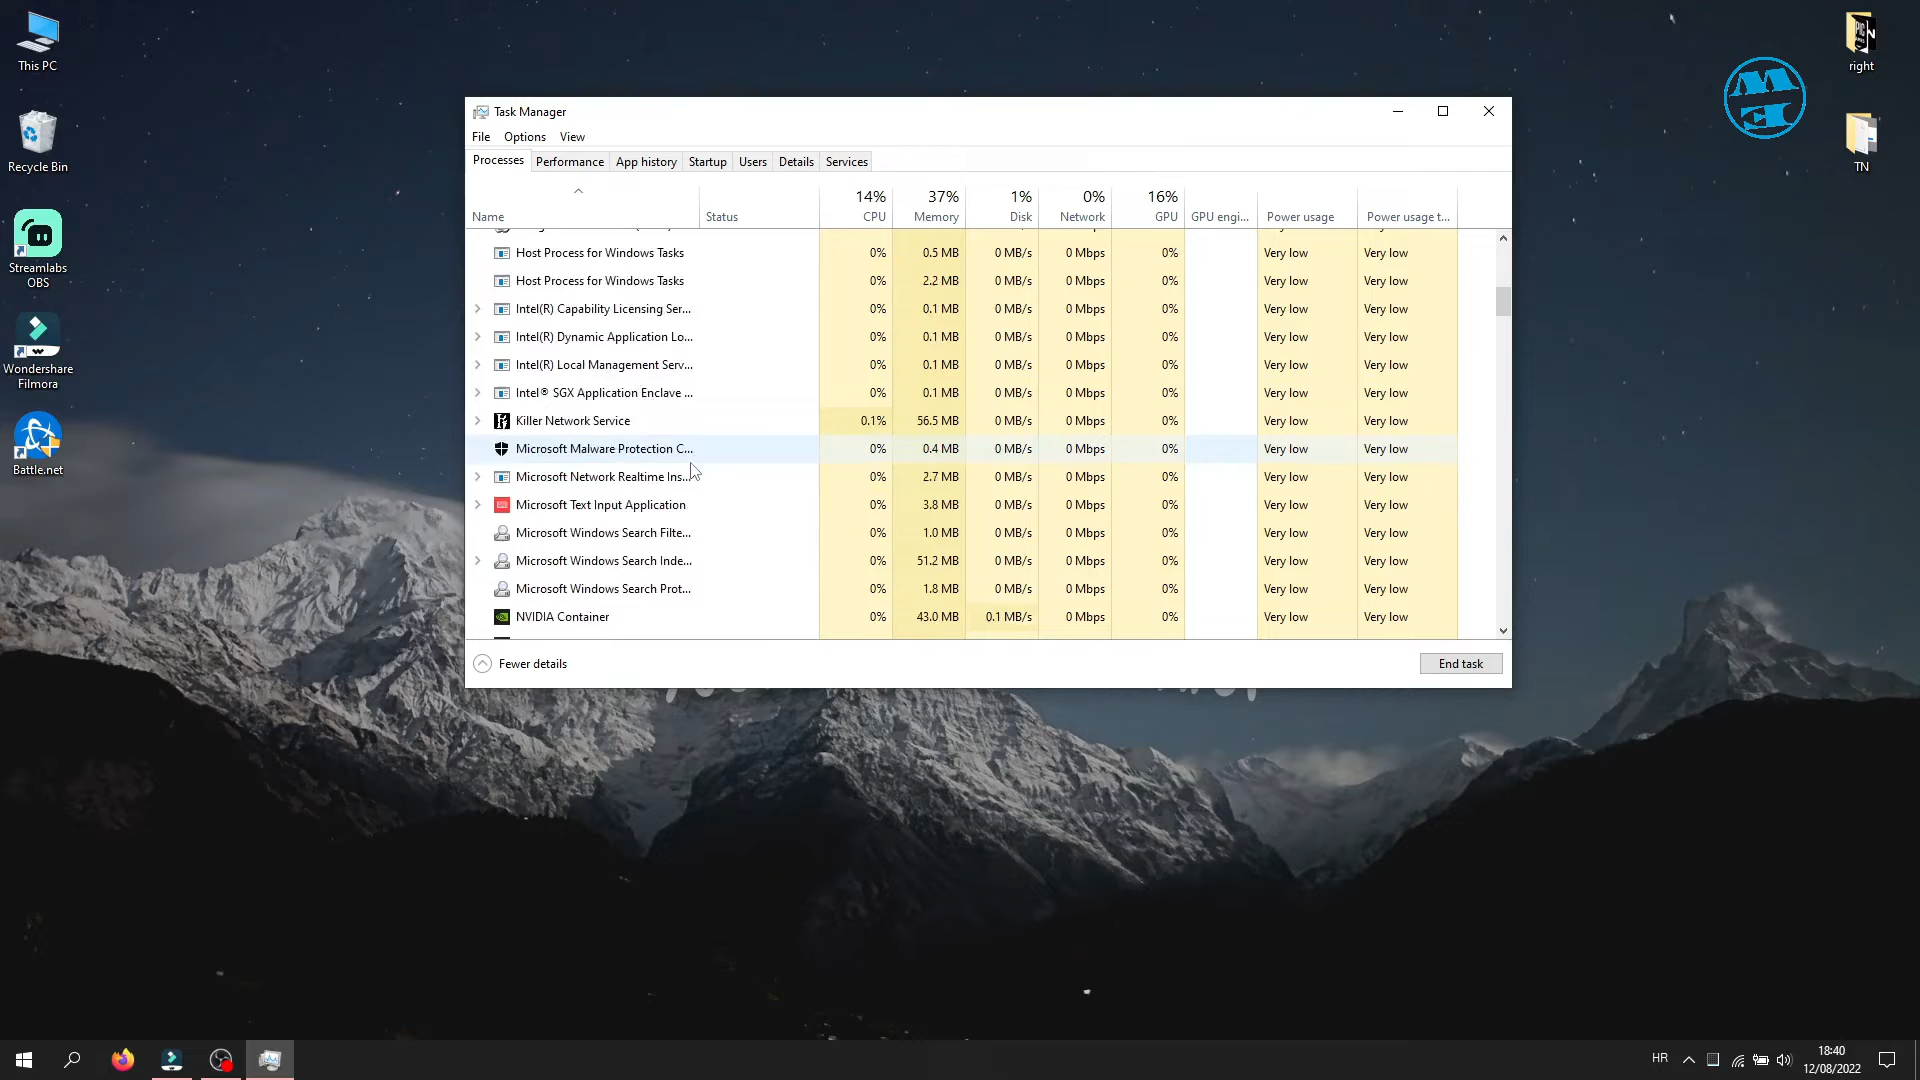 This PC
Recycle Bin
Streamlabs
OBS
Wondershare
Filmora
Battle.net
right
TN
Task Manager
File Options View
Processes Performance App history Startup Users Details Services
14% 37% 1% 0% 16%
Name Status CPU Memory Disk Network GPU GPU engi... Power usage Power usage t...
Host Process for Windows Tasks 0% 0.5 MB 0 MB/s 0 Mbps 0% Very low Very low
Host Process for Windows Tasks 0% 2.2 MB 0 MB/s 0 Mbps 0% Very low Very low
Intel(R) Capability Licensing Ser... 0% 0.1 MB 0 MB/s 0 Mbps 0% Very low Very low
Intel(R) Dynamic Application Lo... 0% 0.1 MB 0 MB/s 0 Mbps 0% Very low Very low
Intel(R) Local Management Serv... 0% 0.1 MB 0 MB/s 0 Mbps 0% Very low Very low
Intel® SGX Application Enclave ... 0% 0.1 MB 0 MB/s 0 Mbps 0% Very low Very low
Killer Network Service 0.1% 56.5 MB 0 MB/s 0 Mbps 0% Very low Very low
Microsoft Malware Protection C... 0% 0.4 MB 0 MB/s 0 Mbps 0% Very low Very low
Microsoft Network Realtime Ins... 0% 2.7 MB 0 MB/s 0 Mbps 0% Very low Very low
Microsoft Text Input Application 0% 3.8 MB 0 MB/s 0 Mbps 0% Very low Very low
Microsoft Windows Search Filte... 0% 1.0 MB 0 MB/s 0 Mbps 0% Very low Very low
Microsoft Windows Search Inde... 0% 51.2 MB 0 MB/s 0 Mbps 0% Very low Very low
Microsoft Windows Search Prot... 0% 1.8 MB 0 MB/s 0 Mbps 0% Very low Very low
NVIDIA Container 0% 43.0 MB 0.1 MB/s 0 Mbps 0% Very low Very low
Fewer details
End task
HR
18:40
12/08/2022